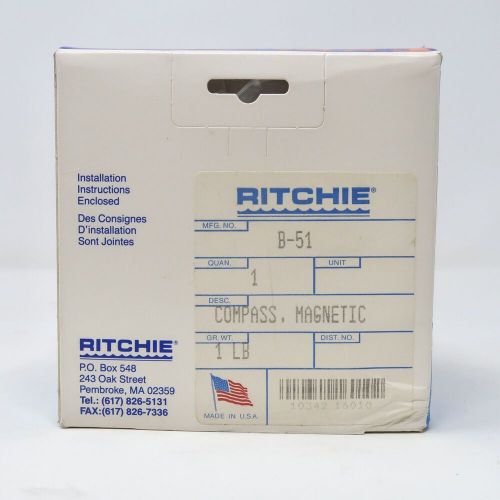 Installation
Instructions
Enclosed
Des Consignes
D'installation
Sont Jointes
RITCHIE®
P.O. Box 548
243 Oak Street
Pembroke, MA 02359
Tel.: (617) 826-5131
FAX:(617) 826-7336
RITCHIE®
MFG. NO.
B-51
QUAN.
1
UNIT
DESC.
COMPASS, MAGNETIC
GR. WT.
1 LB
DIST. NO.
MADE IN U.S.A.
10342 16010